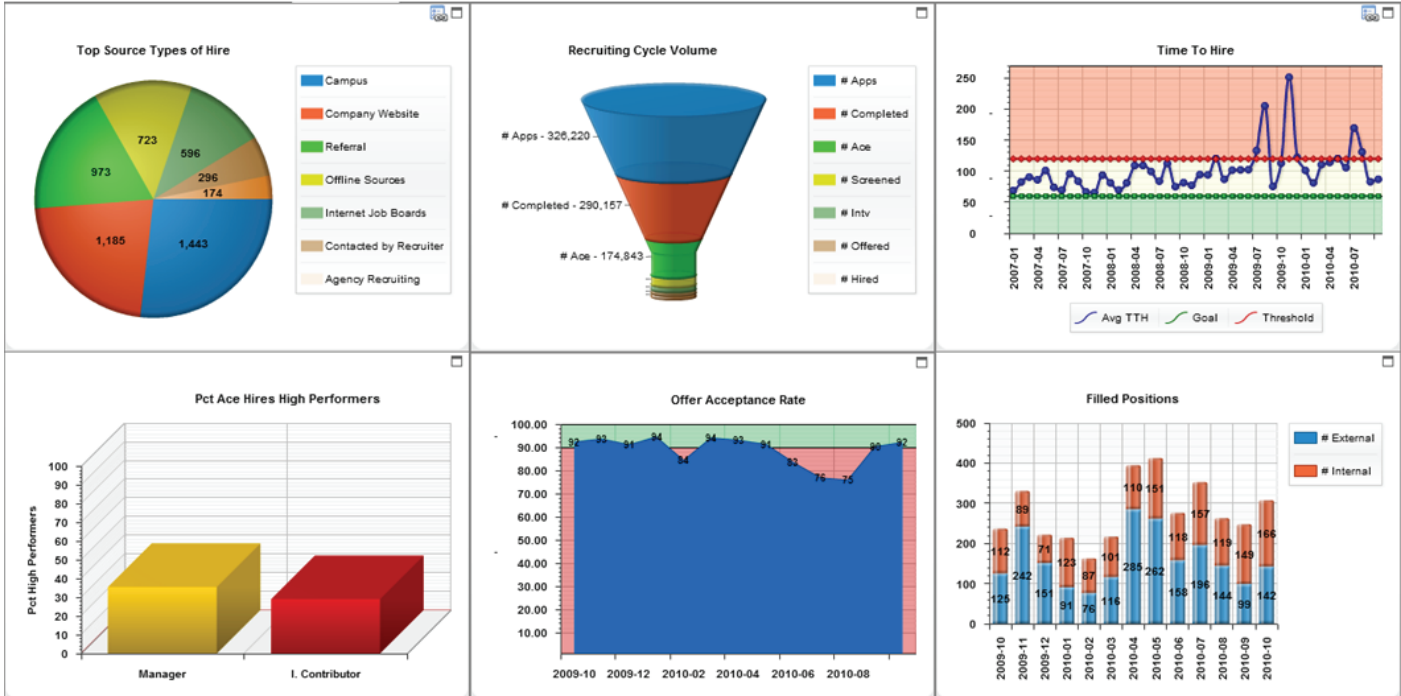 Top Source Types of Hire
723
596
973
296
174
1,185
1,443
Campus
Company Website
Referral
Offline Sources
Internet Job Boards
Contacted by Recruiter
Agency Recruiting
Recruiting Cycle Volume
# Apps - 326,220
# Completed - 290,157
# Ace - 174,843
# Apps
# Completed
# Ace
# Screened
# Intv
# Offered
# Hired
Time To Hire
250
200
150
100
50
0
2007-01
2007-04
2007-07
2007-10
2008-01
2008-04
2008-07
2008-10
2009-01
2009-04
2009-07
2009-10
2010-01
2010-04
2010-07
Avg TTH
Goal
Threshold
Pct Ace Hires High Performers
Pct High Performers
100
90
80
70
60
50
40
30
20
10
0
Manager
I. Contributor
Offer Acceptance Rate
100.00
90.00
80.00
70.00
60.00
50.00
40.00
30.00
20.00
10.00
92 93 91 94 84 94 93 91 83 76 75 90 92
2009-10 2009-12 2010-02 2010-04 2010-06 2010-08
Filled Positions
500
400
300
200
100
0
112 89 71 123 87 101 110 151 118 157 119 149 166
125 242 151 91 76 116 285 262 158 196 144 99 142
2009-10
2009-11
2009-12
2010-01
2010-02
2010-03
2010-04
2010-05
2010-06
2010-07
2010-08
2010-09
2010-10
# External
# Internal